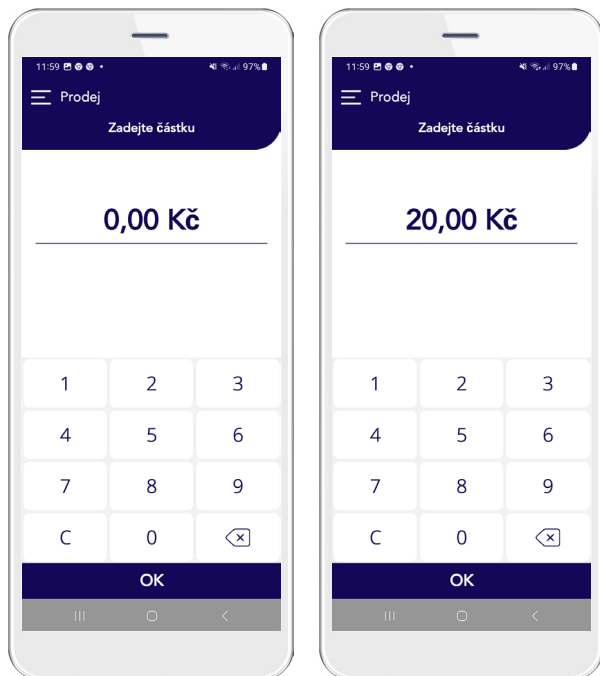 11:59
97%
Prodej
Zadejte částku
0,00 Kč
1 2 3
4 5 6
7 8 9
C 0
OK
11:59
97%
Prodej
Zadejte částku
20,00 Kč
1 2 3
4 5 6
7 8 9
C 0
OK